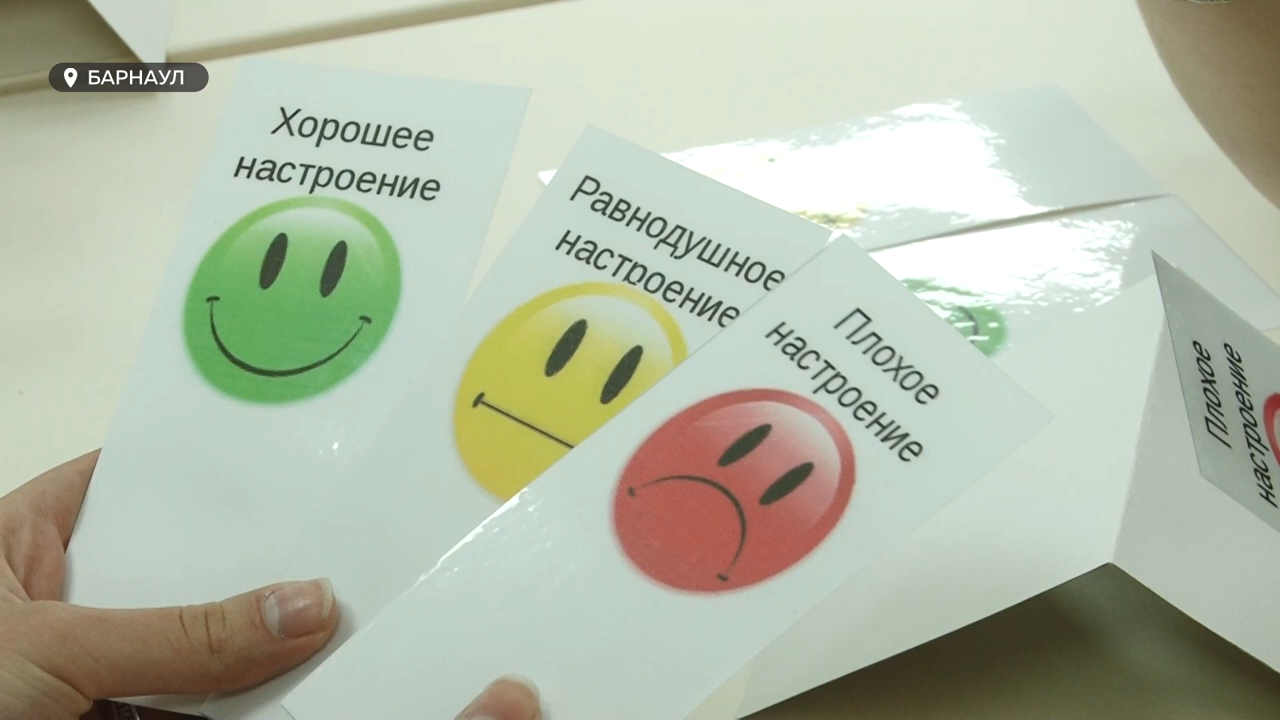 БАРНАУЛ
Хорошее
настроение
Равнодушное
настроение
Плохое
настроение
Плохое
настроение